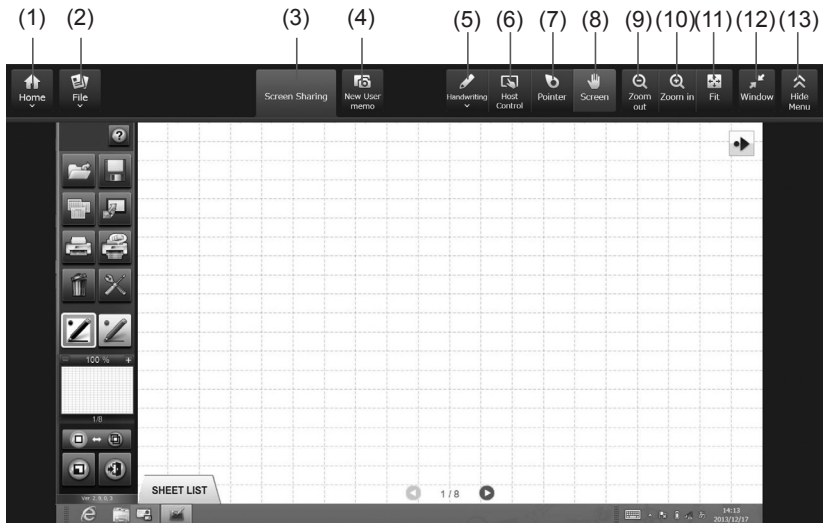 (1) (2) (3) (4) (5) (6) (7) (8) (9) (10) (11) (12) (13)
Home File Screen Sharing New User memo Handwriting Host Control Pointer Screen Zoom out Zoom in Fit Window Hide Menu
?
- 100 % +
1/8
Ver. 2. 9. 0. 3
SHEET LIST
1 / 8
14:13
2013/12/17